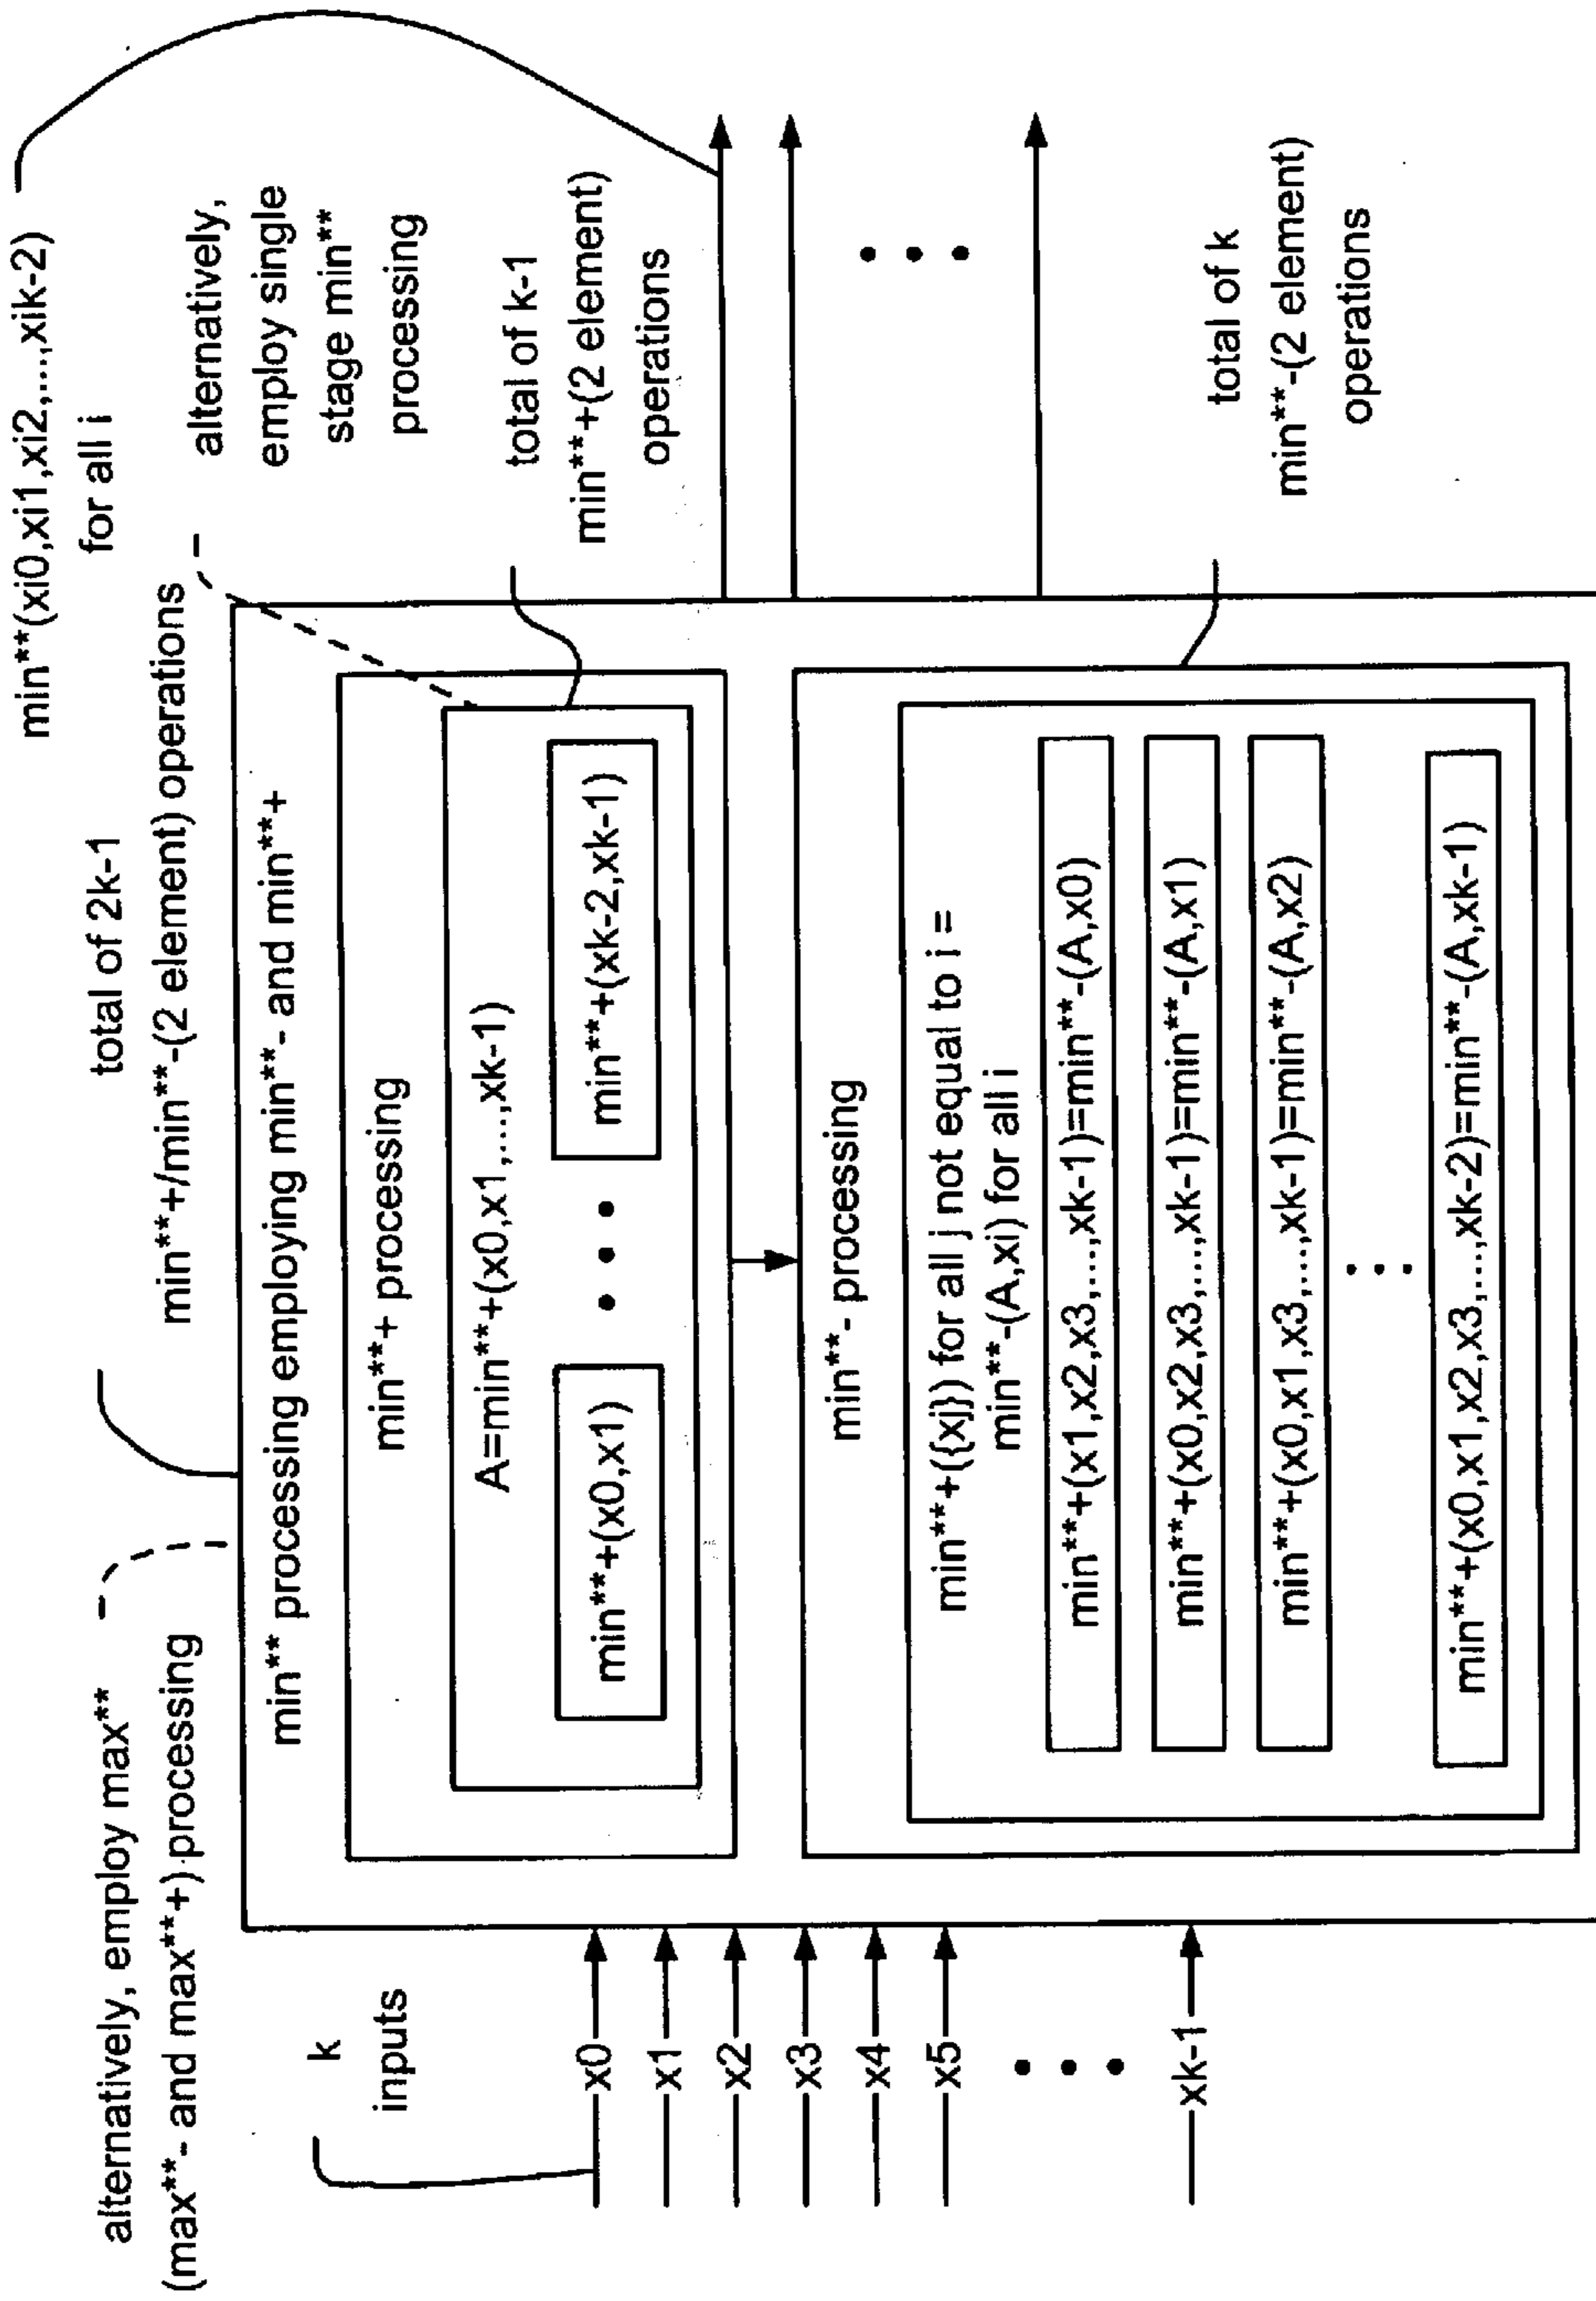 alternatively, employ max**
(max**- and max**+) processing
total of 2k-1
min**+/min**-(2 element) operations
min**(xi0,xi1,xi2,...,xik-2)
for all i
k
inputs
x0
x1
x2
x3
x4
x5
xk-1
min** processing employing min**- and min**+
min**+ processing
A=min**+(x0,x1,...,xk-1)
min**+(x0,x1)
min**+(xk-2,xk-1)
min**- processing
min**+({xj}) for all j not equal to i =
min**-(A,xi) for all i
min**+(x1,x2,x3,...,xk-1)=min**-(A,x0)
min**+(x0,x2,x3,...,xk-1)=min**-(A,x1)
min**+(x0,x1,x3,...,xk-1)=min**-(A,x2)
min**+(x0,x1,x2,x3,...,xk-2)=min**-(A,xk-1)
alternatively,
employ single
stage min**
processing
total of k-1
min**+(2 element)
operations
total of k
min**-(2 element)
operations